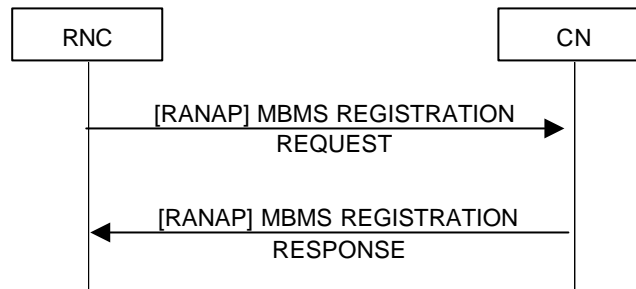 RNC
CN
[RANAP] MBMS REGISTRATION
REQUEST
[RANAP] MBMS REGISTRATION
RESPONSE